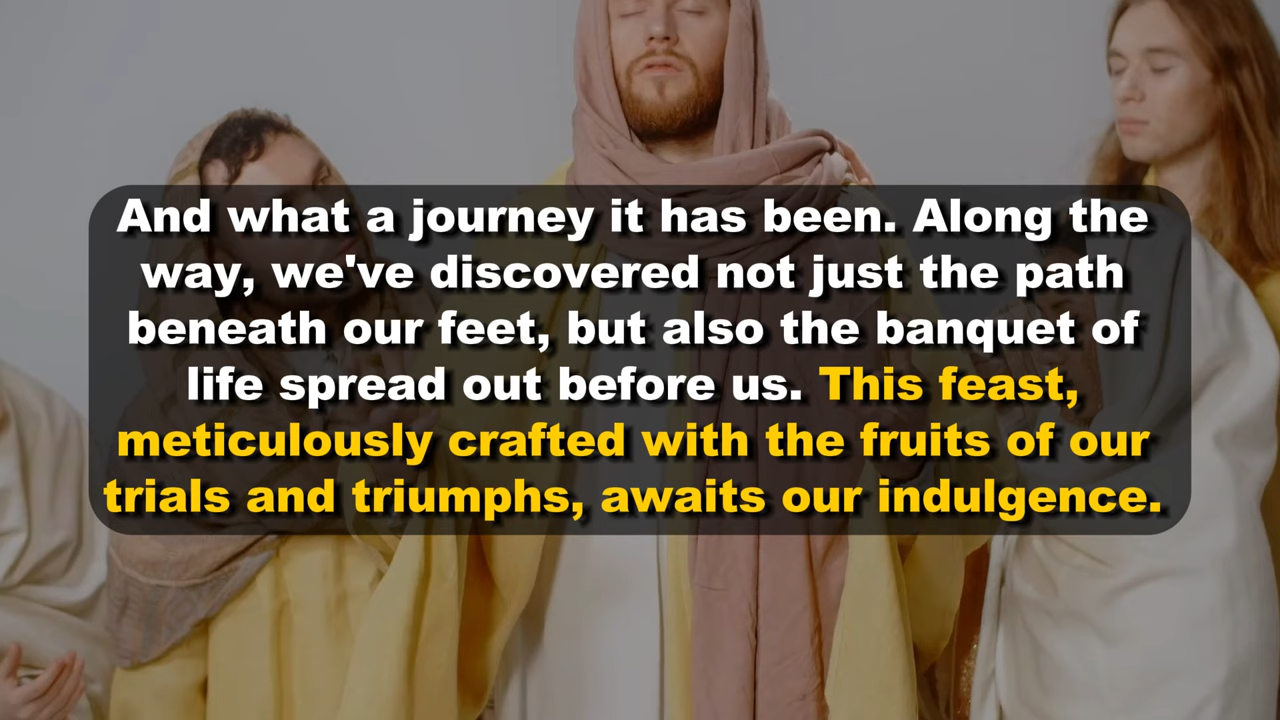 And what a journey it has been. Along the
way, we've discovered not just the path
beneath our feet, but also the banquet of
life spread out before us. This feast,
meticulously crafted with the fruits of our
trials and triumphs, awaits our indulgence.